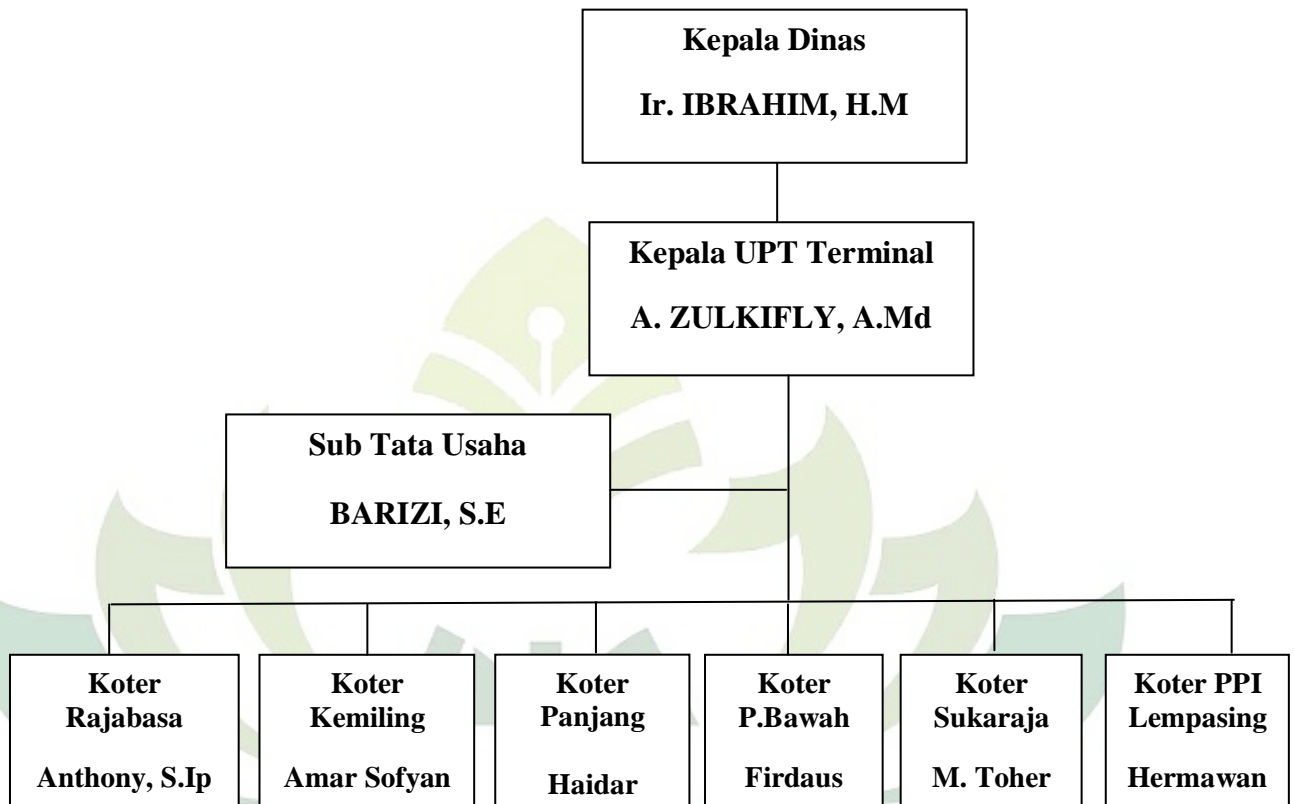 Kepala Dinas
Ir. IBRAHIM, H.M
Kepala UPT Terminal
A. ZULKIFLY, A.Md
Sub Tata Usaha
BARIZI, S.E
Koter
Rajabasa
Anthony, S.Ip
Koter
Kemiling
Amar Sofyan
Koter
Panjang
Haidar
Koter
P.Bawah
Firdaus
Koter
Sukaraja
M. Toher
Koter PPI
Lempasing
Hermawan